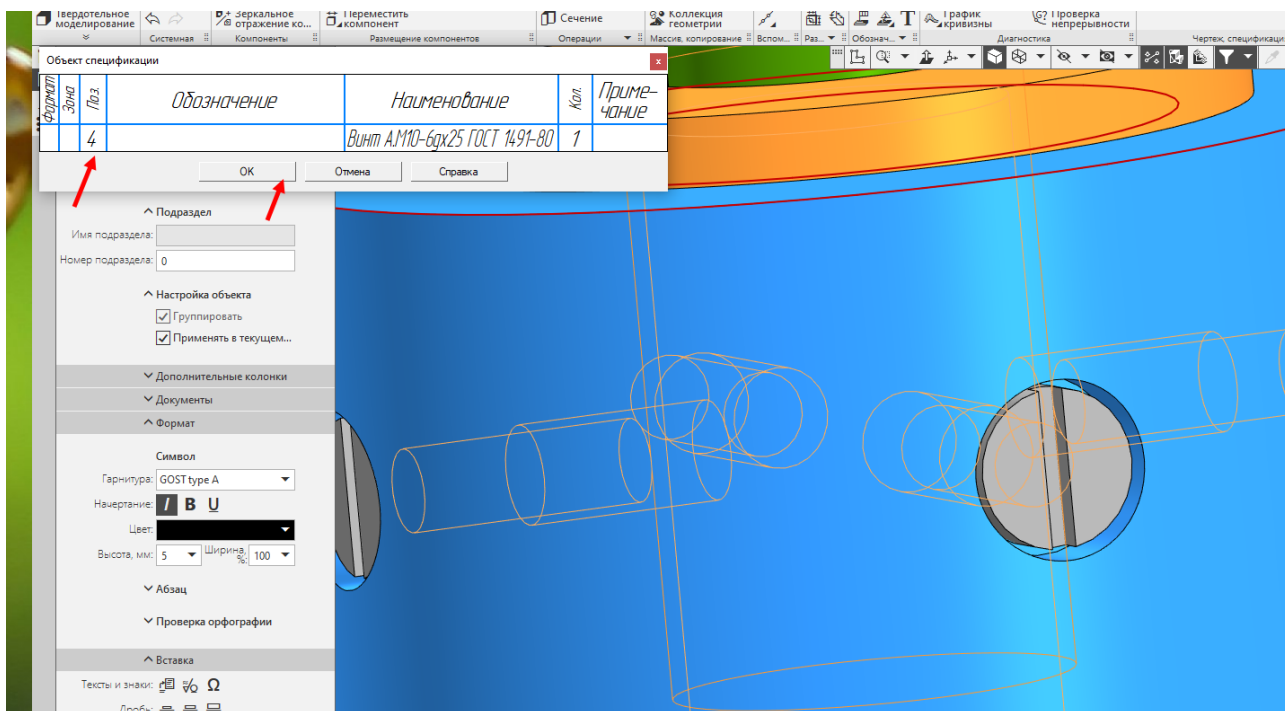 Твердотельное моделирование
Системная
Зеркальное отражение ко...
Компоненты
Переместить компонент
Размещение компонентов
Сечение
Операции
Коллекция геометрии
Массив, копирование
Вспом...
Раз...
Обознач...
График кривизны
Проверка непрерывности
Диагностика
Чертеж, спецификаци
Объект спецификации
Формат
Зона
Поз.
Обозначение
Наименование
Кол.
Приме-
чание
4 Винт А.М10-6gx25 ГОСТ 1491-80 1
ОК Отмена Справка
Подраздел
Имя подраздела:
Номер подраздела: 0
Настройка объекта
Группировать
Применять в текущем...
Дополнительные колонки
Документы
Формат
Символ
Гарнитура: GOST type A
Начертание: I B U
Цвет:
Высота, мм: 5 Ширина, %: 100
Абзац
Проверка орфографии
Вставка
Тексты и знаки: Ω
Дробь: